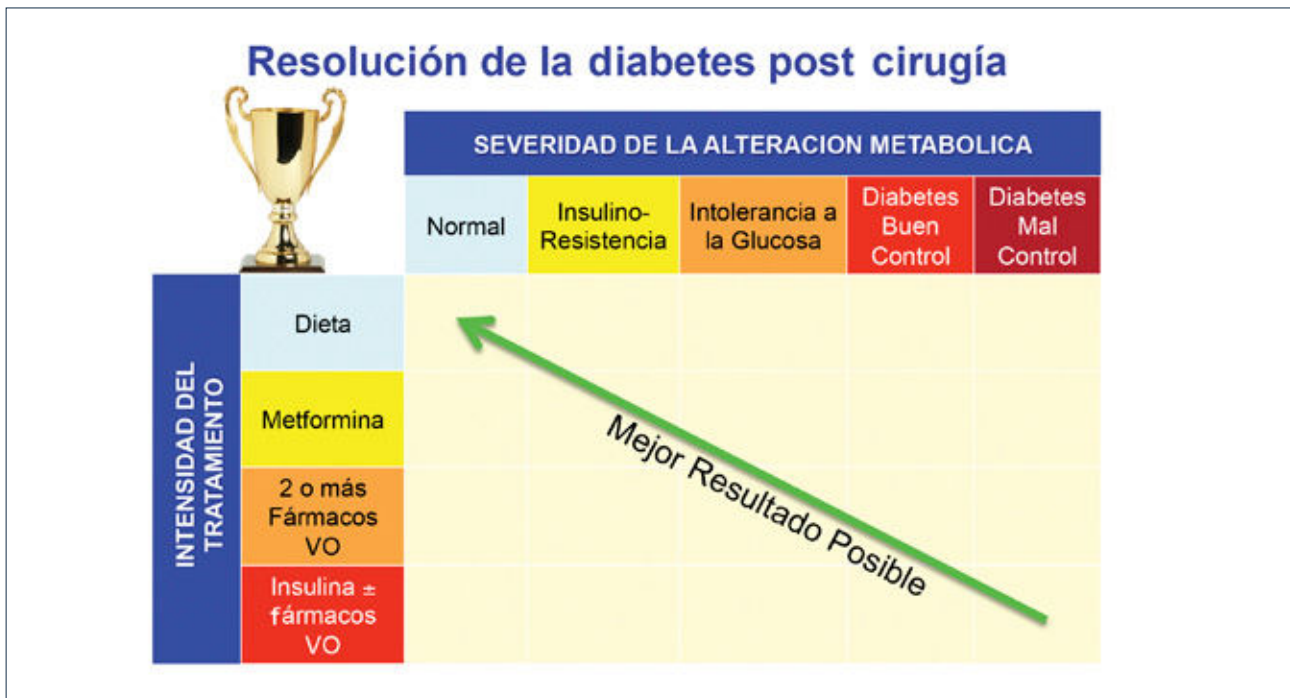 Resolución de la diabetes post cirugía
SEVERIDAD DE LA ALTERACION METABOLICA
Normal
Insulino-
Resistencia
Intolerancia a
la Glucosa
Diabetes
Buen
Control
Diabetes
Mal
Control
INTENSIDAD DEL
TRATAMIENTO
Dieta
Metformina
2 o más
Fármacos
VO
Insulina ±
fármacos
VO
Mejor Resultado Posible